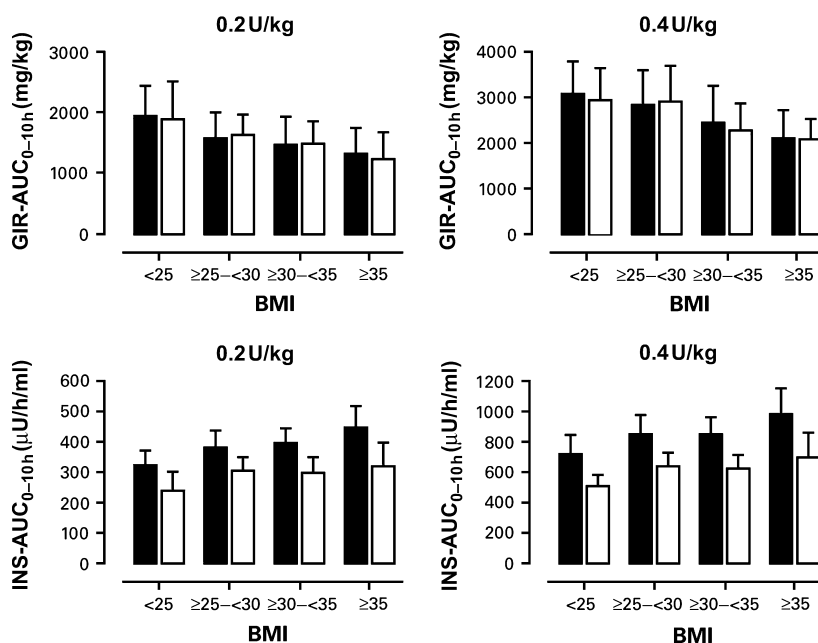 0.2 U/kg
GIR-AUC0–10 h (mg/kg)
3000
2000
1000
0
<25 ≥25–<30 ≥30–<35 ≥35
BMI
0.4 U/kg
GIR-AUC0–10 h (mg/kg)
4000
3000
2000
1000
0
<25 ≥25–<30 ≥30–<35 ≥35
BMI
0.2 U/kg
INS-AUC0–10 h (μU/h/ml)
600
500
400
300
200
100
0
<25 ≥25–<30 ≥30–<35 ≥35
BMI
0.4 U/kg
INS-AUC0–10 h (μU/h/ml)
1200
1000
800
600
400
200
0
<25 ≥25–<30 ≥30–<35 ≥35
BMI